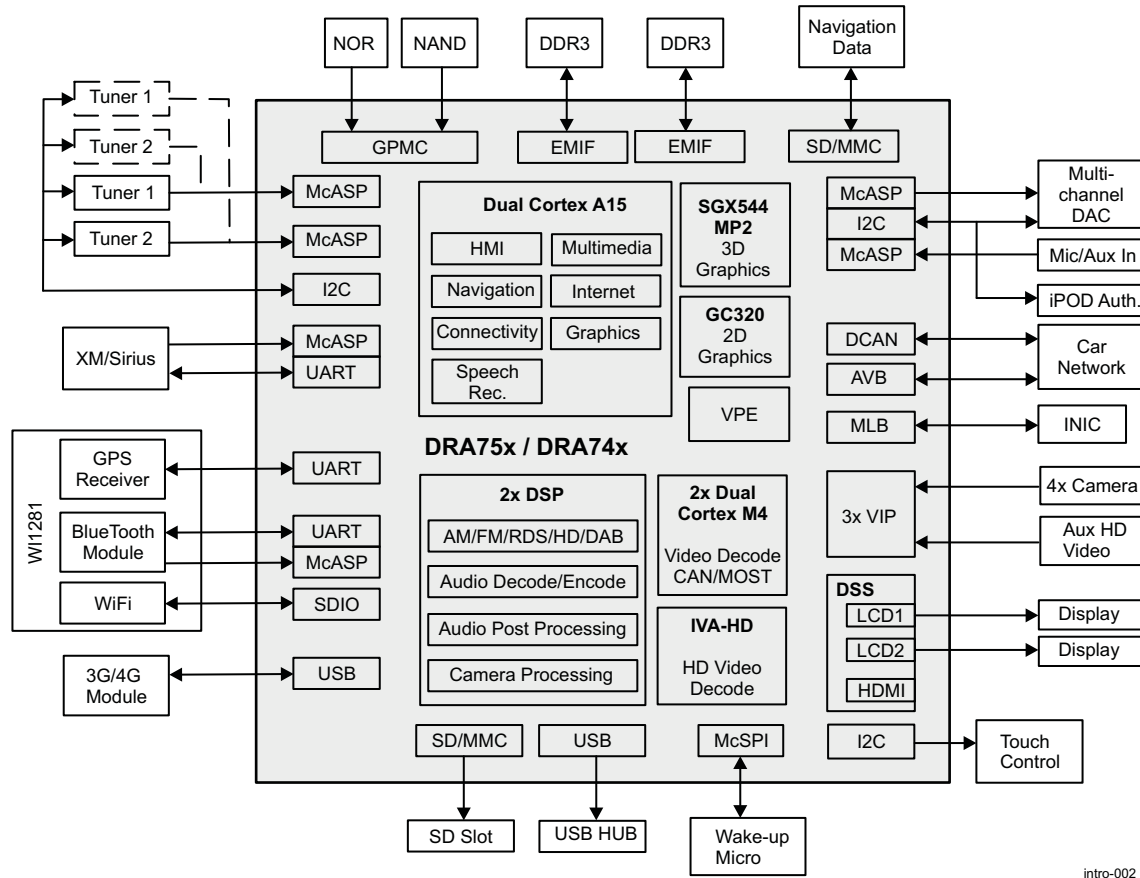 NOR
NAND
DDR3
DDR3
Navigation
Data
Tuner 1
Tuner 2
Tuner 1
Tuner 2
XM/Sirius
WI1281
GPS
Receiver
BlueTooth
Module
WiFi
3G/4G
Module
GPMC
EMIF
EMIF
SD/MMC
McASP
McASP
I2C
McASP
UART
UART
UART
McASP
SDIO
USB
Dual Cortex A15
HMI
Multimedia
Navigation
Internet
Connectivity
Graphics
Speech
Rec.
SGX544
MP2
3D
Graphics
GC320
2D
Graphics
VPE
DRA75x / DRA74x
2x DSP
AM/FM/RDS/HD/DAB
Audio Decode/Encode
Audio Post Processing
Camera Processing
2x Dual
Cortex M4
Video Decode
CAN/MOST
IVA-HD
HD Video
Decode
McASP
I2C
McASP
DCAN
AVB
MLB
3x VIP
DSS
LCD1
LCD2
HDMI
I2C
Multi-
channel
DAC
Mic/Aux In
iPOD Auth.
Car
Network
INIC
4x Camera
Aux HD
Video
Display
Display
Touch
Control
SD/MMC
USB
McSPI
SD Slot
USB HUB
Wake-up
Micro
intro-002